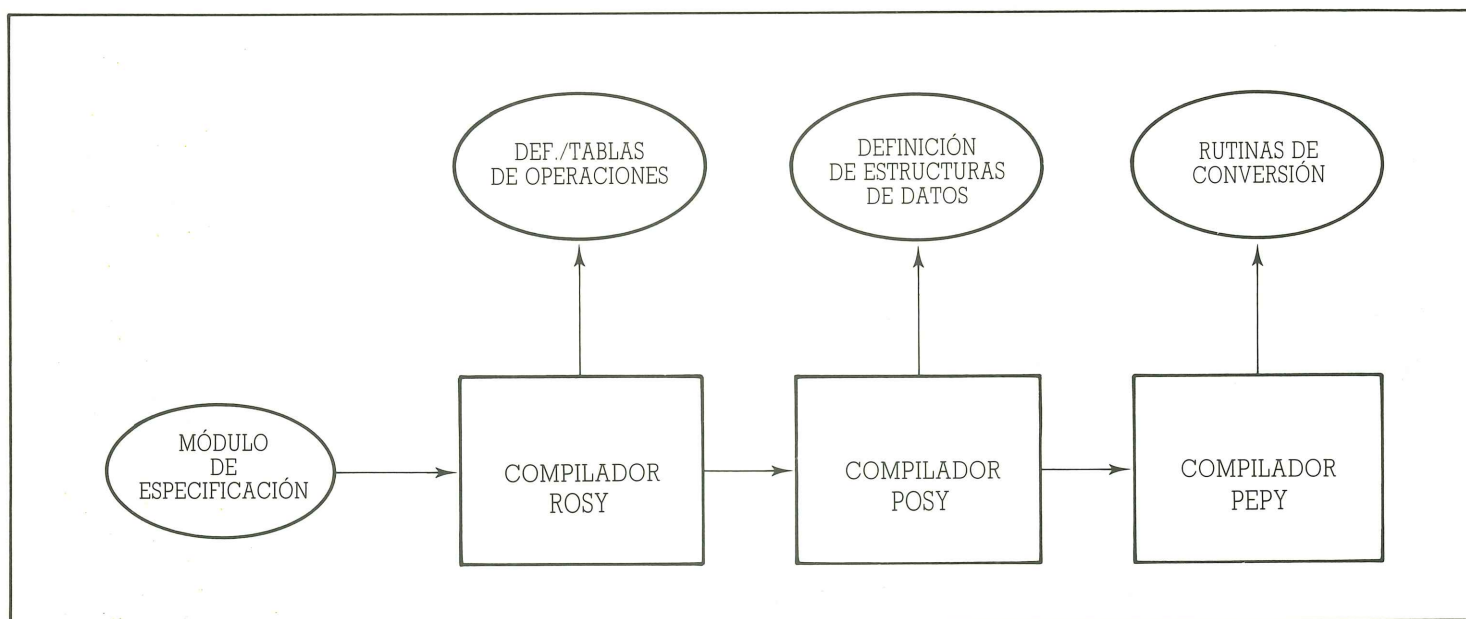 DEF./TABLAS
DE OPERACIONES
DEFINICIÓN
DE ESTRUCTURAS
DE DATOS
RUTINAS DE
CONVERSIÓN
MÓDULO
DE
ESPECIFICACIÓN
COMPILADOR
ROSY
COMPILADOR
POSY
COMPILADOR
PEPY